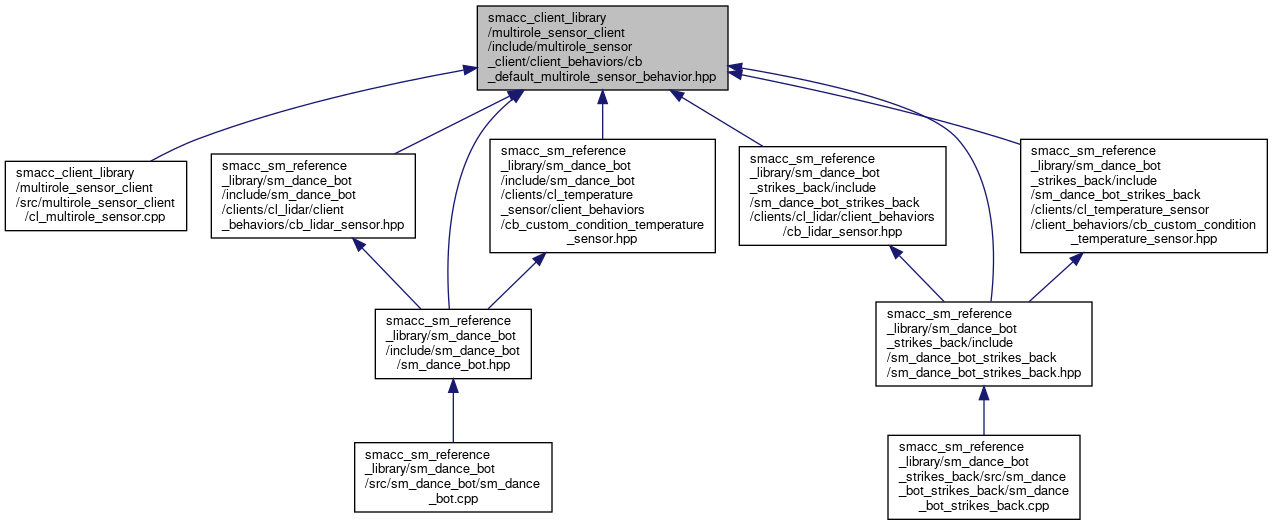 smacc_client_library
/multirole_sensor_client
/include/multirole_sensor
_client/client_behaviors/cb
_default_multirole_sensor_behavior.hpp
smacc_client_library
/multirole_sensor_client
/src/multirole_sensor_client
/cl_multirole_sensor.cpp
smacc_sm_reference
_library/sm_dance_bot
/include/sm_dance_bot
/clients/cl_lidar/client
_behaviors/cb_lidar_sensor.hpp
smacc_sm_reference
_library/sm_dance_bot
/include/sm_dance_bot
/clients/cl_temperature
_sensor/client_behaviors
/cb_custom_condition_temperature
_sensor.hpp
smacc_sm_reference
_library/sm_dance_bot
_strikes_back/include
/sm_dance_bot_strikes_back
/clients/cl_lidar/client_behaviors
/cb_lidar_sensor.hpp
smacc_sm_reference
_library/sm_dance_bot
_strikes_back/include
/sm_dance_bot_strikes_back
/clients/cl_temperature_sensor
/client_behaviors/cb_custom_condition
_temperature_sensor.hpp
smacc_sm_reference
_library/sm_dance_bot
/include/sm_dance_bot
/sm_dance_bot.hpp
smacc_sm_reference
_library/sm_dance_bot
_strikes_back/include
/sm_dance_bot_strikes_back
/sm_dance_bot_strikes_back.hpp
smacc_sm_reference
_library/sm_dance_bot
/src/sm_dance_bot/sm_dance
_bot.cpp
smacc_sm_reference
_library/sm_dance_bot
_strikes_back/src/sm_dance
_bot_strikes_back/sm_dance
_bot_strikes_back.cpp